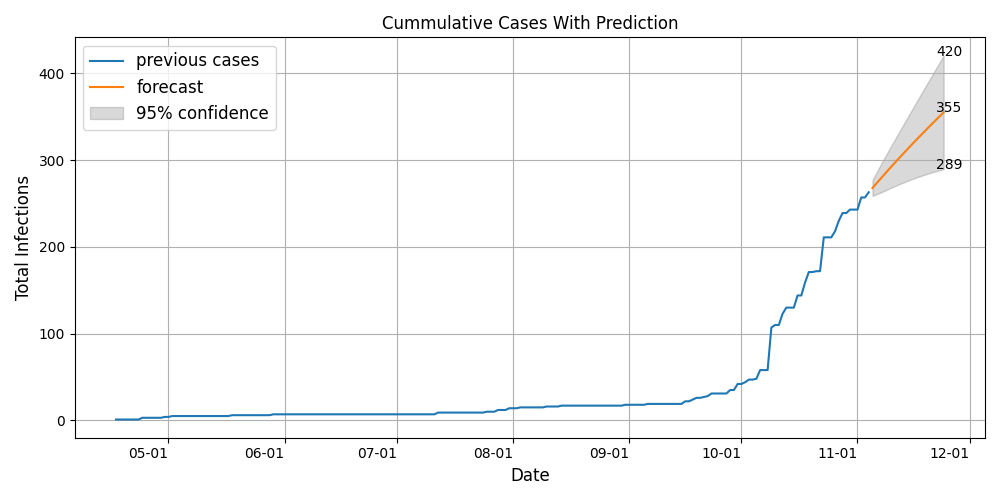 Cummulative Cases With Prediction
previous cases
forecast
95% confidence
420
355
289
400
300
200
100
0
Total Infections
05-01
06-01
07-01
08-01
09-01
10-01
11-01
12-01
Date